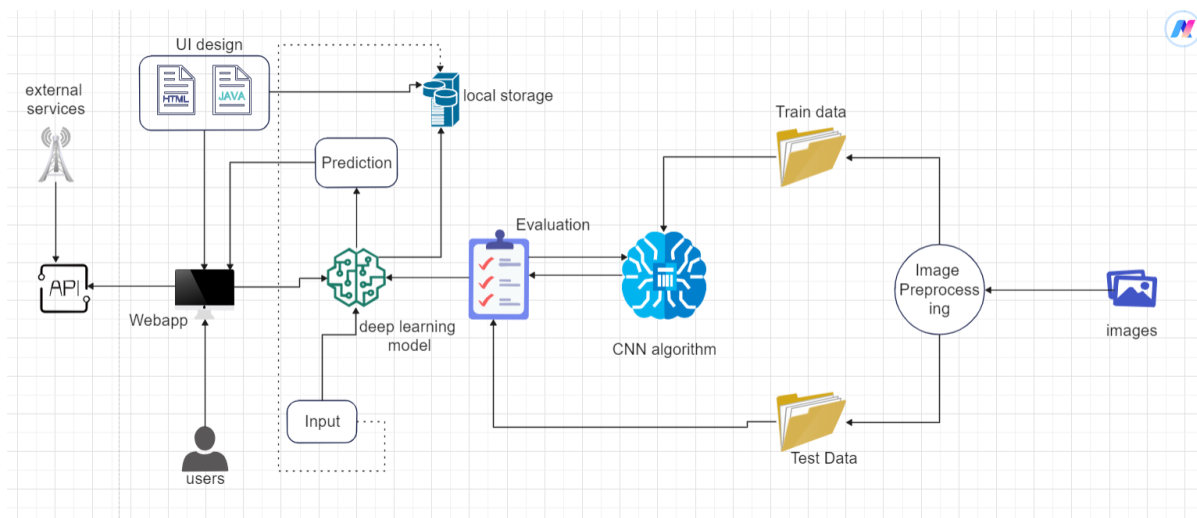 UI design
HTML
JAVA
external
services
local storage
Train data
Prediction
Evaluation
API
Webapp
deep learning
model
CNN algorithm
Image
Preprocess
ing
images
Input
users
Test Data